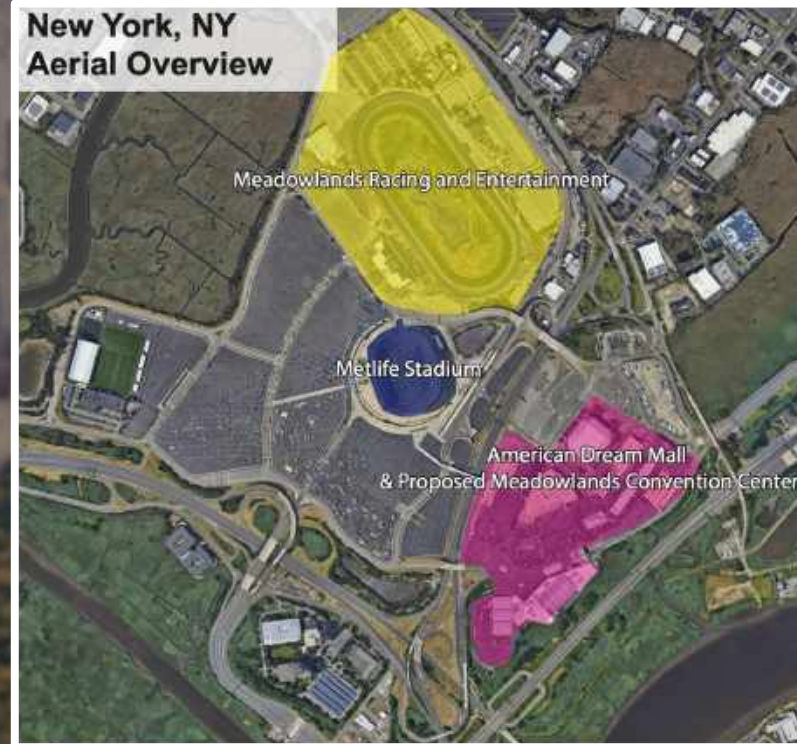 New York, NY
Aerial Overview
Meadowlands Racing and Entertainment
Metlife Stadium
American Dream Mall
& Proposed Meadowlands Convention Center